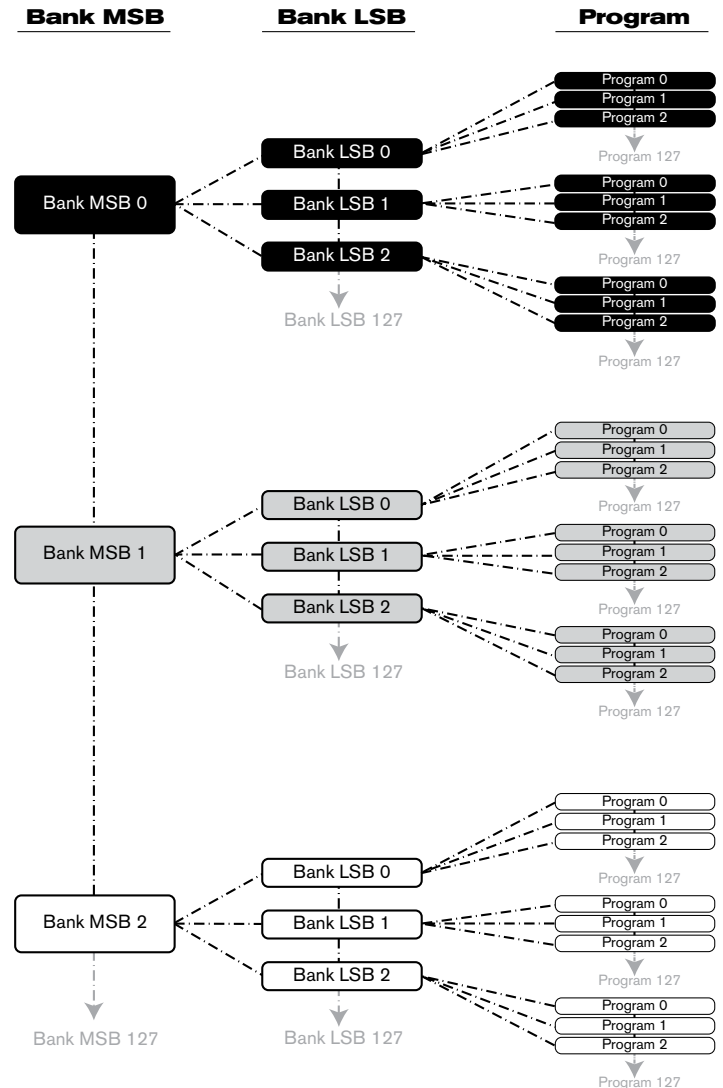 Bank MSB
Bank LSB
Program
Bank MSB 0
Bank LSB 0
Program 0
Program 1
Program 2
Program 127
Bank LSB 1
Program 0
Program 1
Program 2
Program 127
Bank LSB 2
Program 0
Program 1
Program 2
Program 127
Bank LSB 127
Bank MSB 1
Bank LSB 0
Program 0
Program 1
Program 2
Program 127
Bank LSB 1
Program 0
Program 1
Program 2
Program 127
Bank LSB 2
Program 0
Program 1
Program 2
Program 127
Bank LSB 127
Bank MSB 2
Bank LSB 0
Program 0
Program 1
Program 2
Program 127
Bank LSB 1
Program 0
Program 1
Program 2
Program 127
Bank LSB 2
Program 0
Program 1
Program 2
Program 127
Bank LSB 127
Bank MSB 127